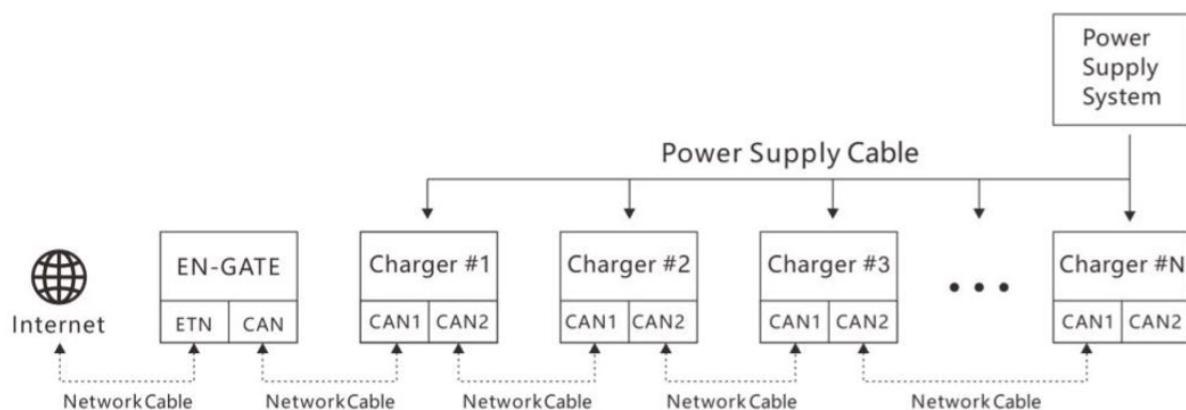 Power
Supply
System
Power Supply Cable
Internet
EN-GATE
ETN CAN
Charger #1
CAN1 CAN2
Charger #2
CAN1 CAN2
Charger #3
CAN1 CAN2
Charger #N
CAN1 CAN2
Network Cable
Network Cable
Network Cable
Network Cable
Network Cable